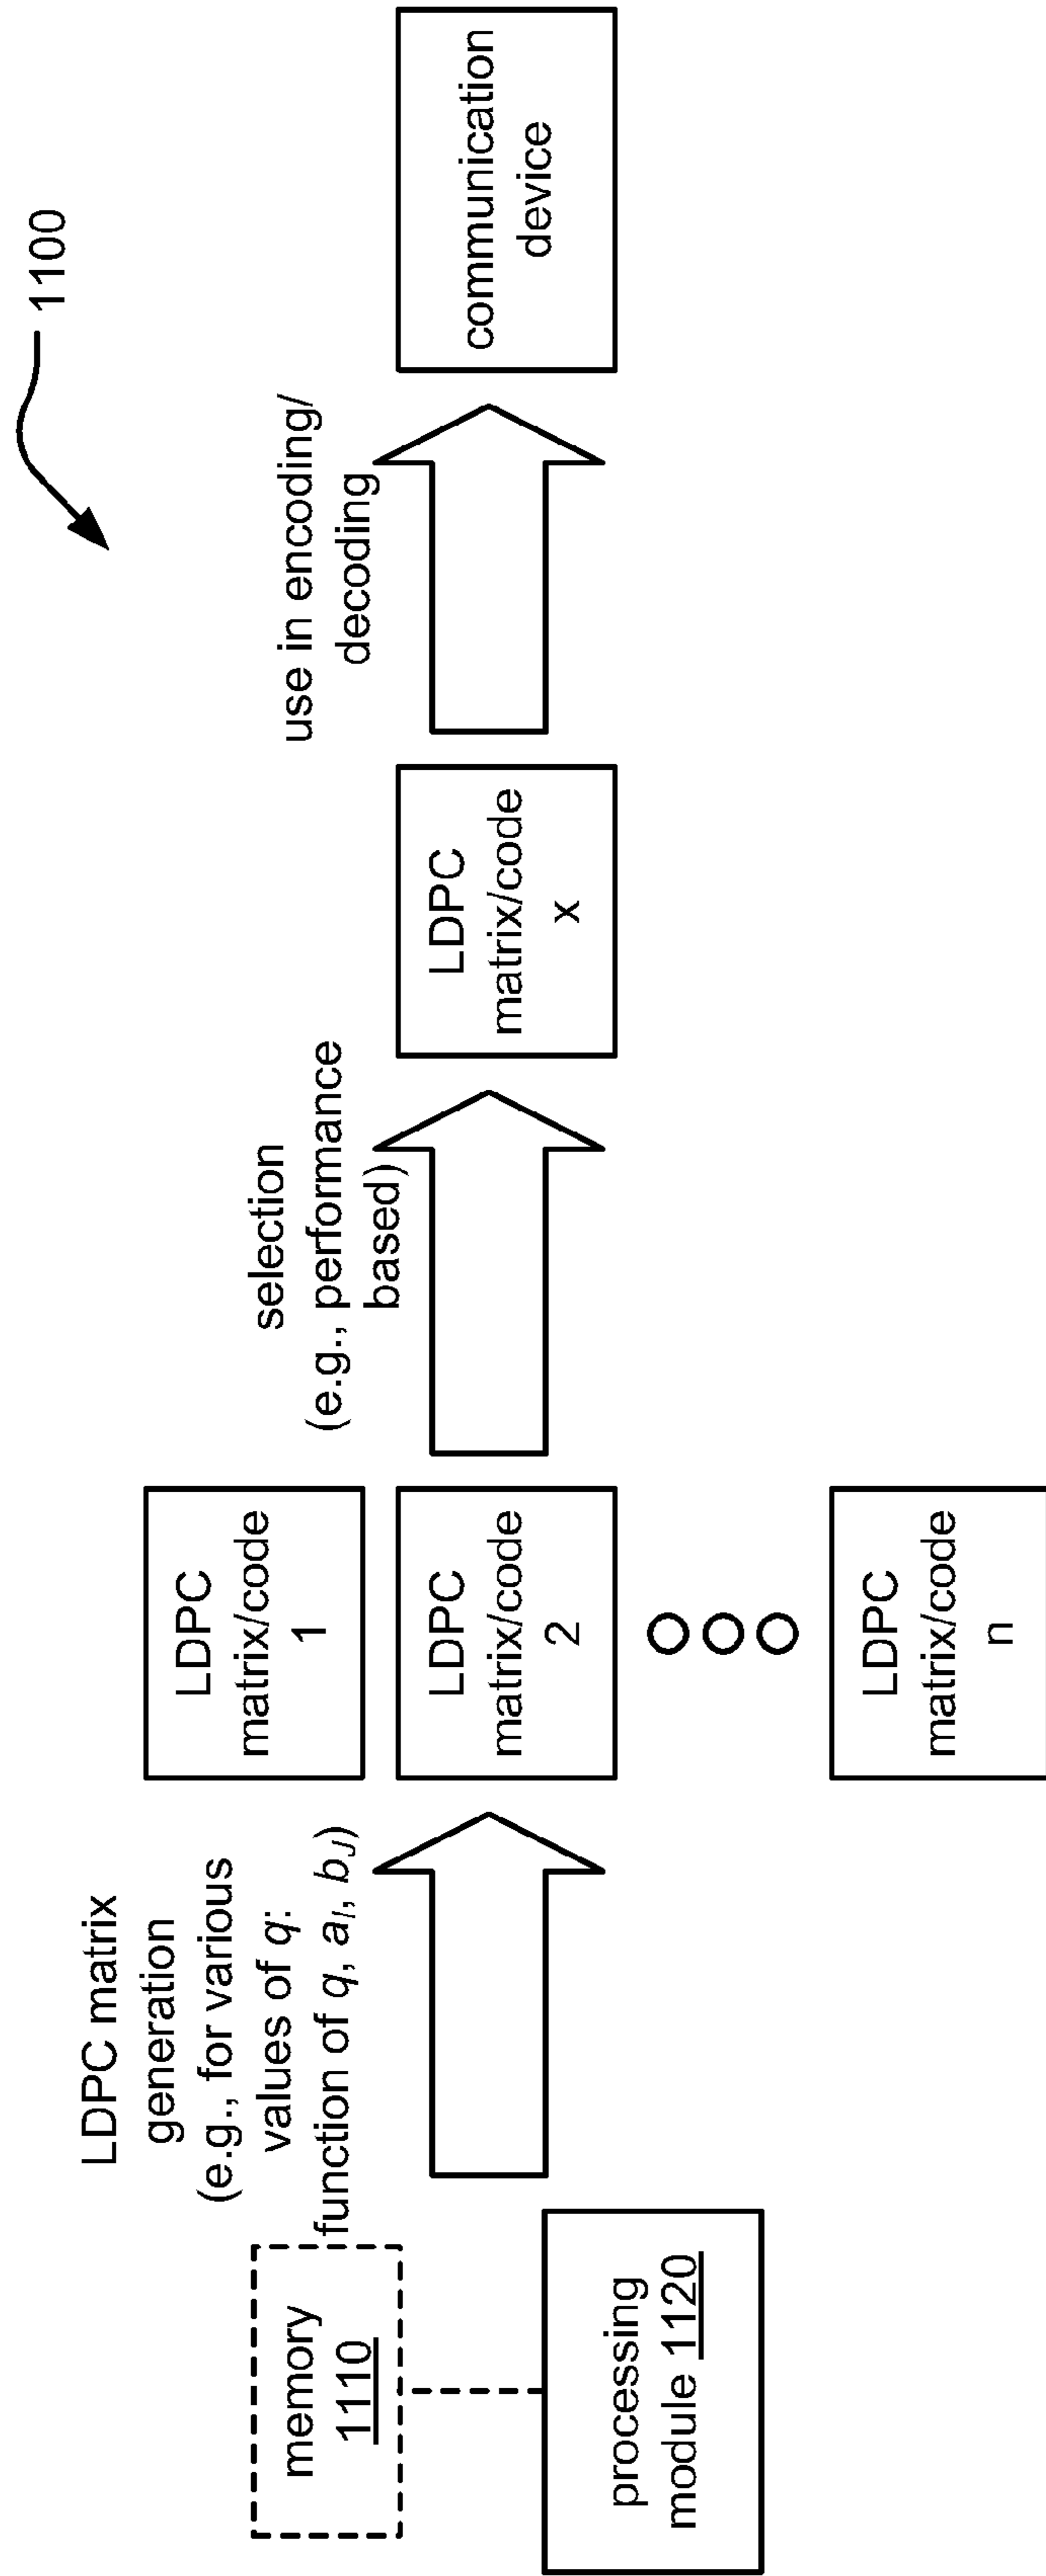 1100
memory
1110
processing
module 1120
LDPC matrix
generation
(e.g., for various
values of q:
function of q, a_i, b_J)
LDPC
matrix/code
1
LDPC
matrix/code
2
LDPC
matrix/code
n
selection
(e.g., performance
based)
LDPC
matrix/code
x
use in encoding/
decoding
communication
device